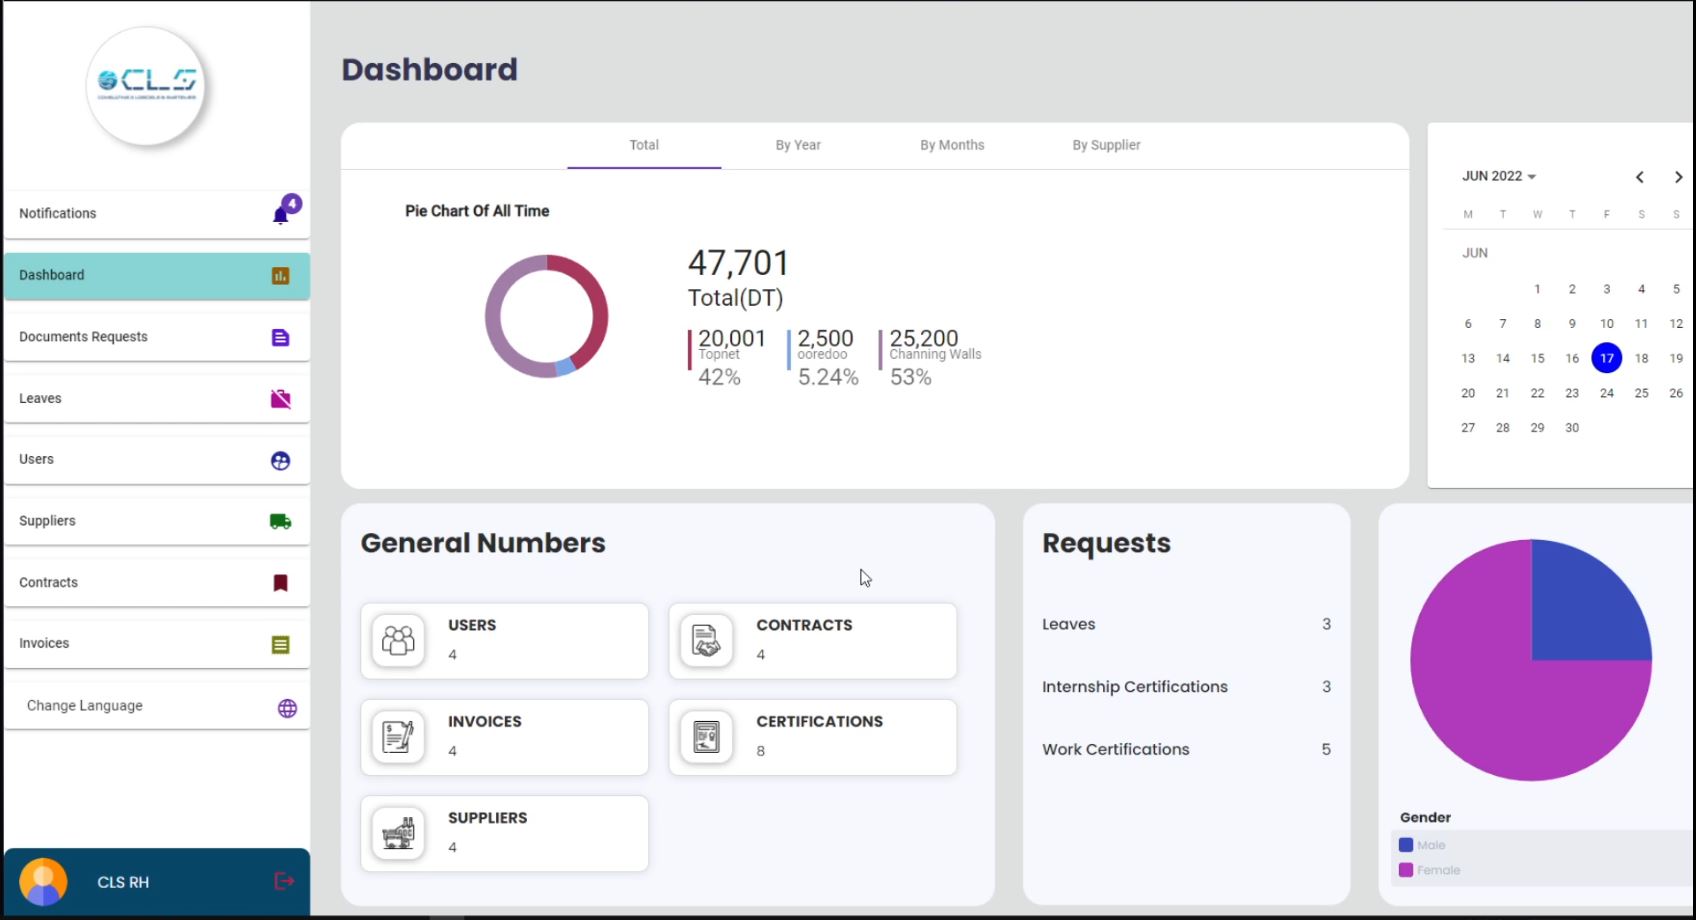 CLS
Notifications
4
Dashboard
Documents Requests
Leaves
Users
Suppliers
Contracts
Invoices
Change Language
CLS RH
Dashboard
Total By Year By Months By Supplier
Pie Chart Of All Time
47,701
Total(DT)
20,001 2,500 25,200
Topnet ooredoo Channing Walls
42% 5.24% 53%
JUN 2022
M T W T F S S
JUN
1 2 3 4 5
6 7 8 9 10 11 12
13 14 15 16 17 18 19
20 21 22 23 24 25 26
27 28 29 30
General Numbers
USERS
4
CONTRACTS
4
INVOICES
4
CERTIFICATIONS
8
SUPPLIERS
4
Requests
Leaves 3
Internship Certifications 3
Work Certifications 5
Gender
Male
Female